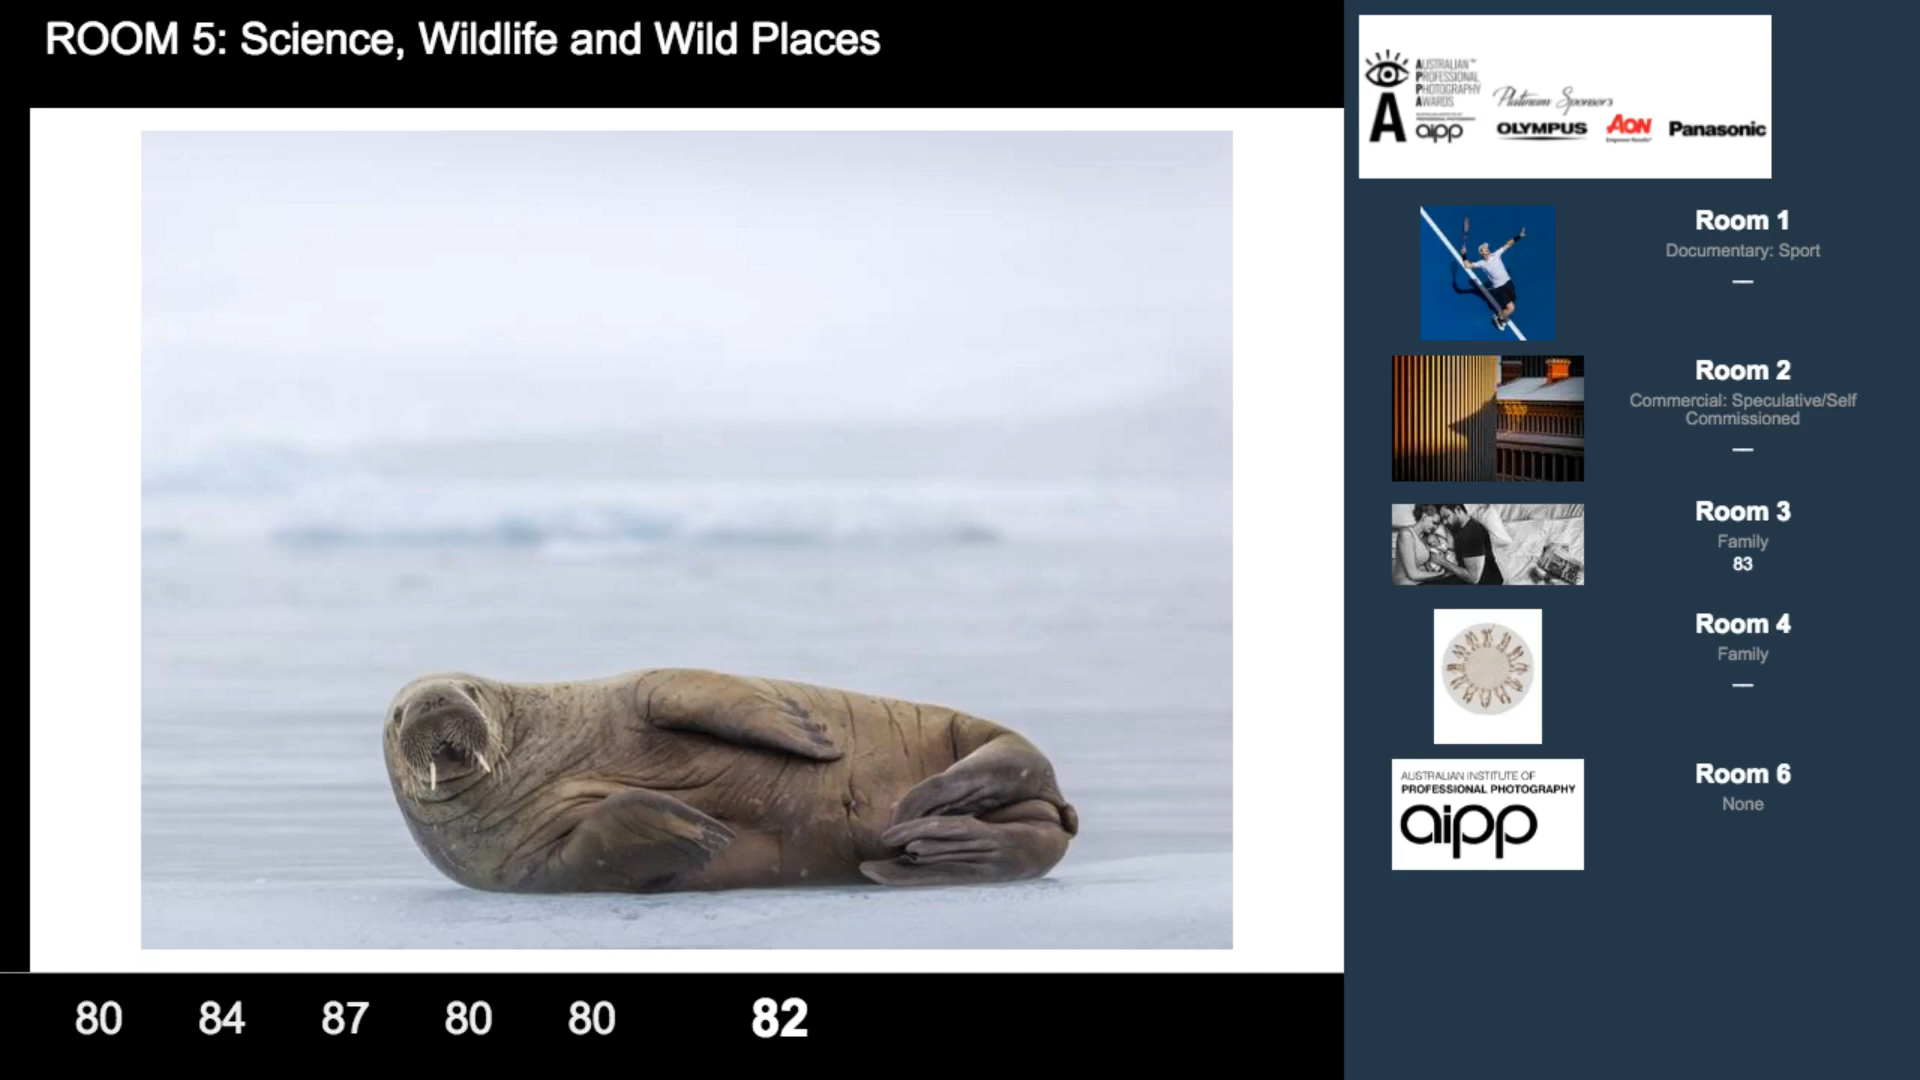 ROOM 5: Science, Wildlife and Wild Places
80 84 87 80 80 82
AUSTRALIAN™
PROFESSIONAL
PHOTOGRAPHY
AWARDS
A
aipp
Platinum Sponsors
OLYMPUS
AON
Panasonic
Room 1
Documentary: Sport
—
Room 2
Commercial: Speculative/Self
Commissioned
—
Room 3
Family
83
Room 4
Family
—
AUSTRALIAN INSTITUTE OF
PROFESSIONAL PHOTOGRAPHY
aipp
Room 6
None